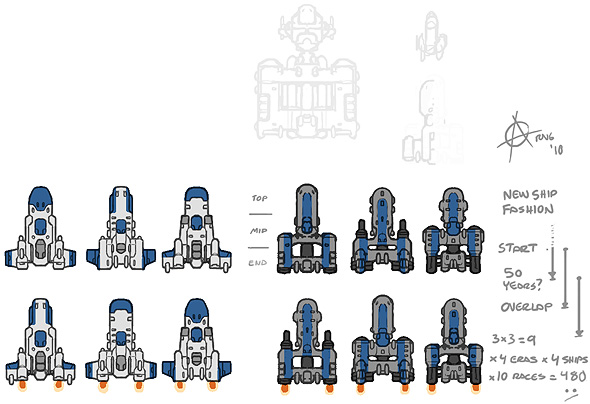 RVG
'10
TOP
MID
END
NEW SHIP
FASHION
START
50
YEARS?
OVERLAP
3×3=9
×4 ERAS ×4 SHIPS
×10 RACES = 480